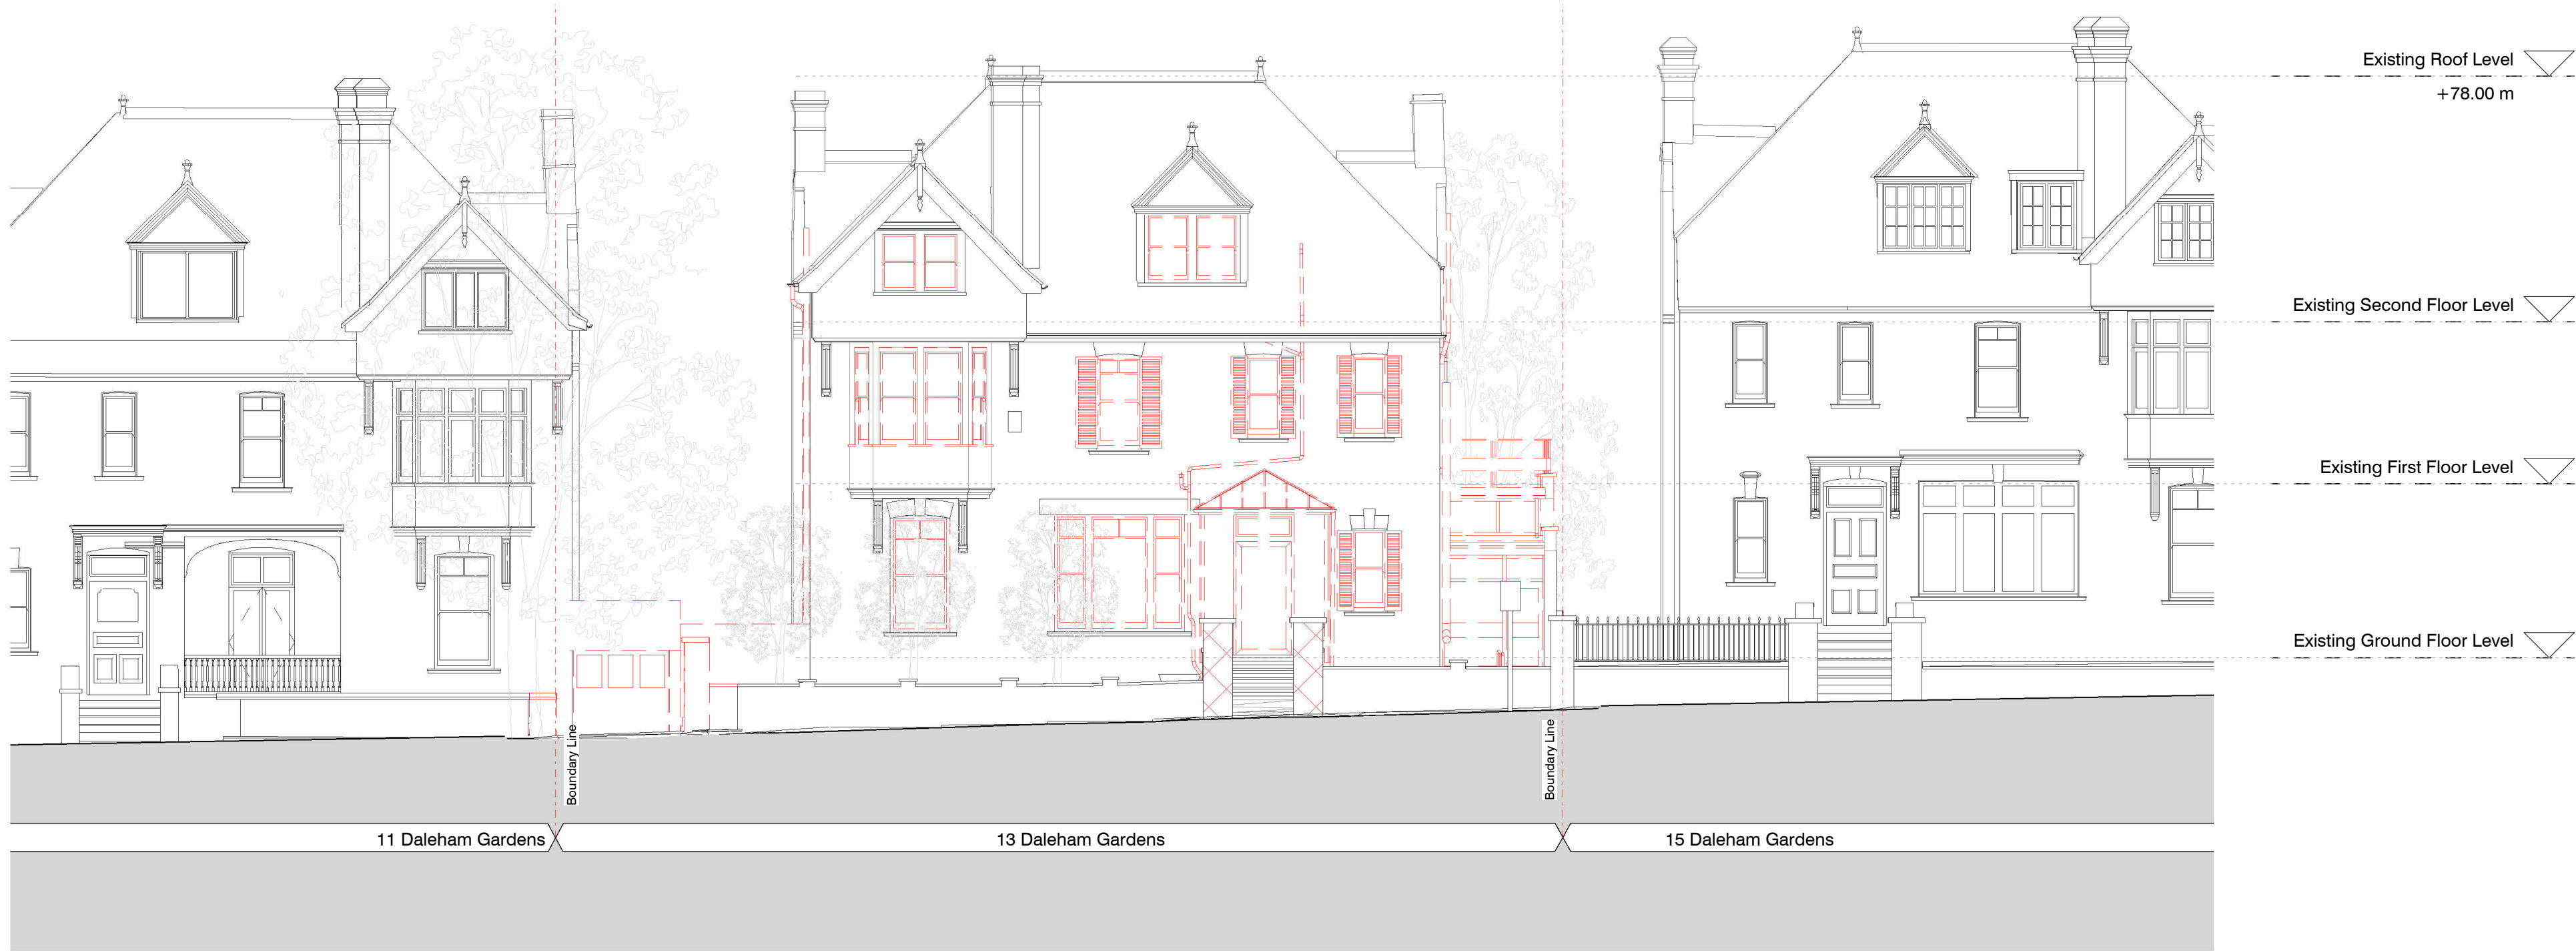 Existing Roof Level
+78.00 m
Existing Second Floor Level
Existing First Floor Level
Existing Ground Floor Level
Boundary Line
Boundary Line
11 Daleham Gardens
13 Daleham Gardens
15 Daleham Gardens